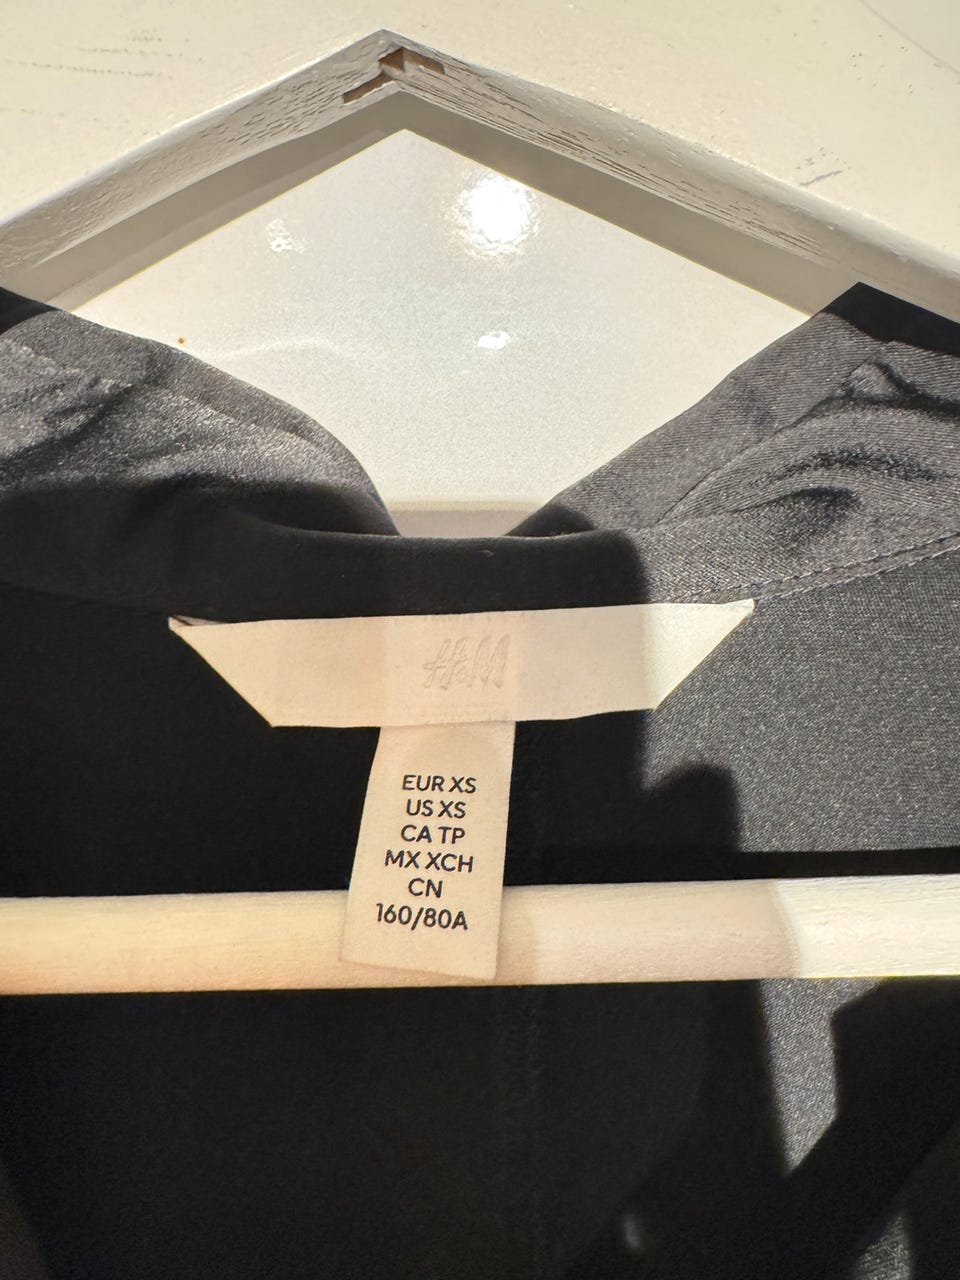 H&M
EUR XS
US XS
CA TP
MX XCH
CN
160/80A